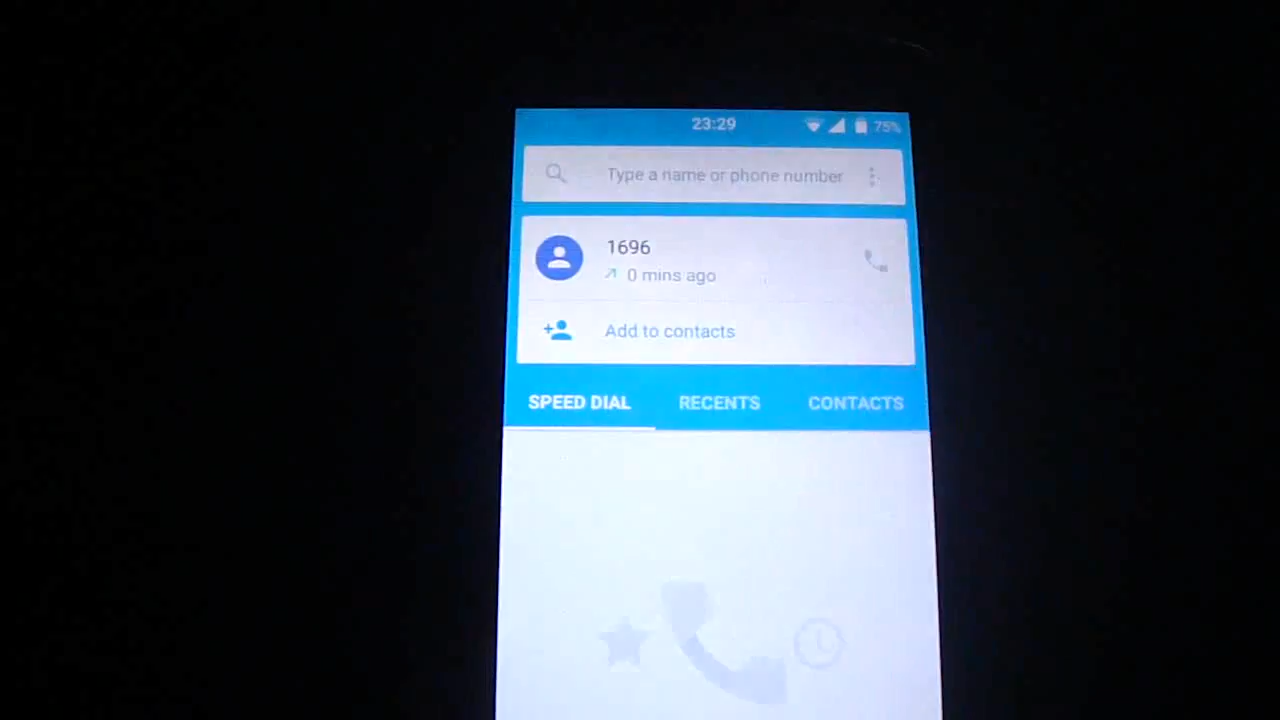 23:29 75%
Type a name or phone number
1696
0 mins ago
Add to contacts
SPEED DIAL RECENTS CONTACTS